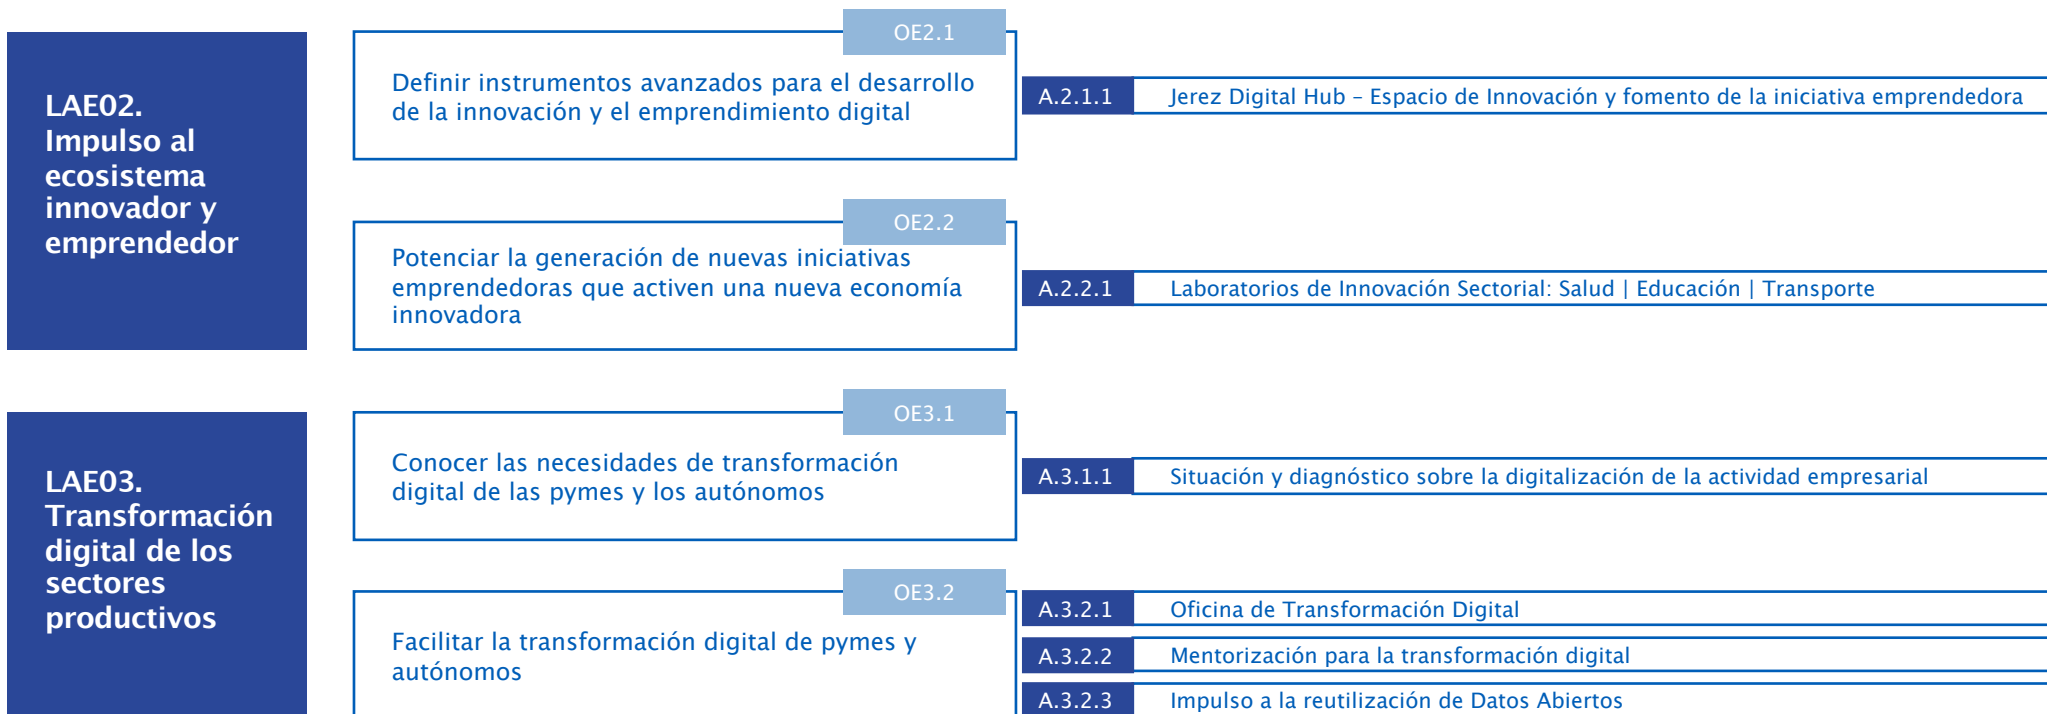 LAE02.
Impulso al
ecosistema
innovador y
emprendedor
OE2.1
Definir instrumentos avanzados para el desarrollo
de la innovación y el emprendimiento digital
A.2.1.1 Jerez Digital Hub – Espacio de Innovación y fomento de la iniciativa emprendedora
OE2.2
Potenciar la generación de nuevas iniciativas
emprendedoras que activen una nueva economía
innovadora
A.2.2.1 Laboratorios de Innovación Sectorial: Salud | Educación | Transporte
LAE03.
Transformación
digital de los
sectores
productivos
OE3.1
Conocer las necesidades de transformación
digital de las pymes y los autónomos
A.3.1.1 Situación y diagnóstico sobre la digitalización de la actividad empresarial
OE3.2
Facilitar la transformación digital de pymes y
autónomos
A.3.2.1 Oficina de Transformación Digital
A.3.2.2 Mentorización para la transformación digital
A.3.2.3 Impulso a la reutilización de Datos Abiertos